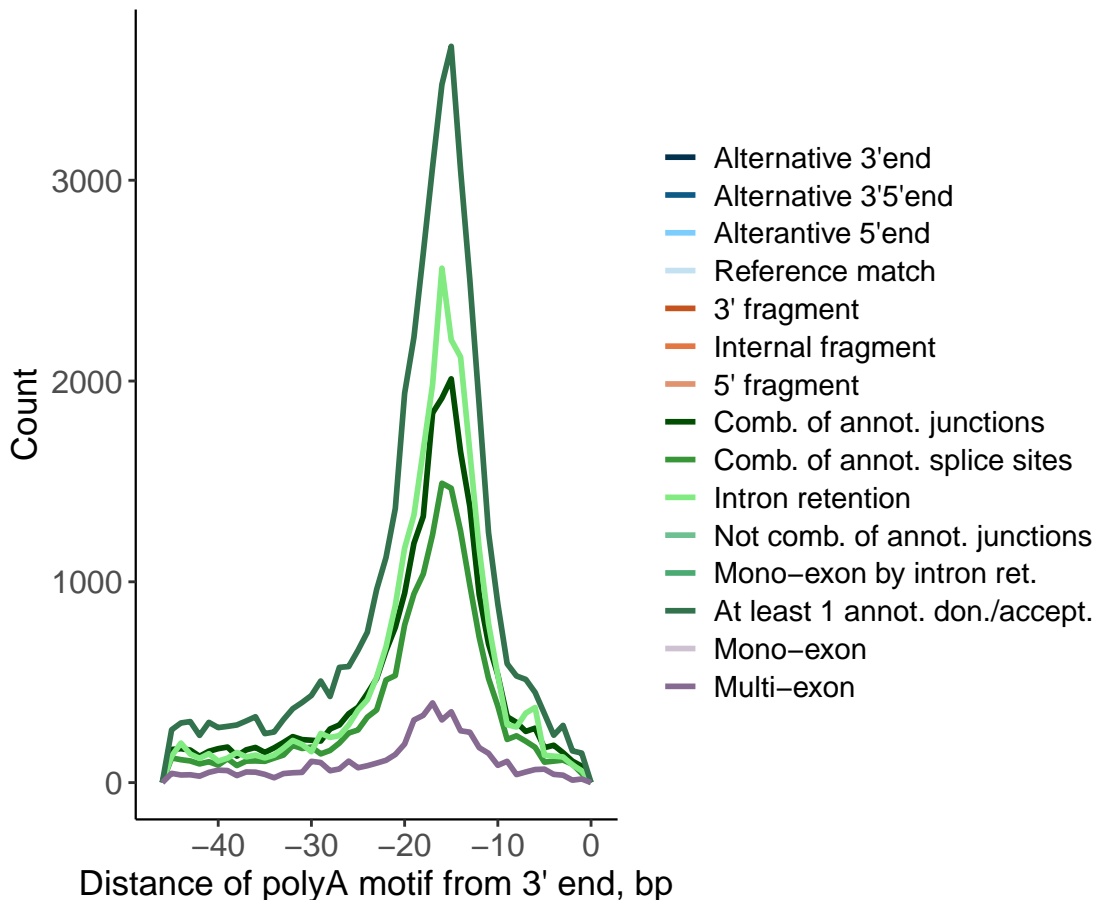 3000
2000
1000
0
Count
−40
−30
−20
−10
0
Distance of polyA motif from 3' end, bp
Alternative 3'end
Alternative 3'5'end
Alterantive 5'end
Reference match
3' fragment
Internal fragment
5' fragment
Comb. of annot. junctions
Comb. of annot. splice sites
Intron retention
Not comb. of annot. junctions
Mono−exon by intron ret.
At least 1 annot. don./accept.
Mono−exon
Multi−exon